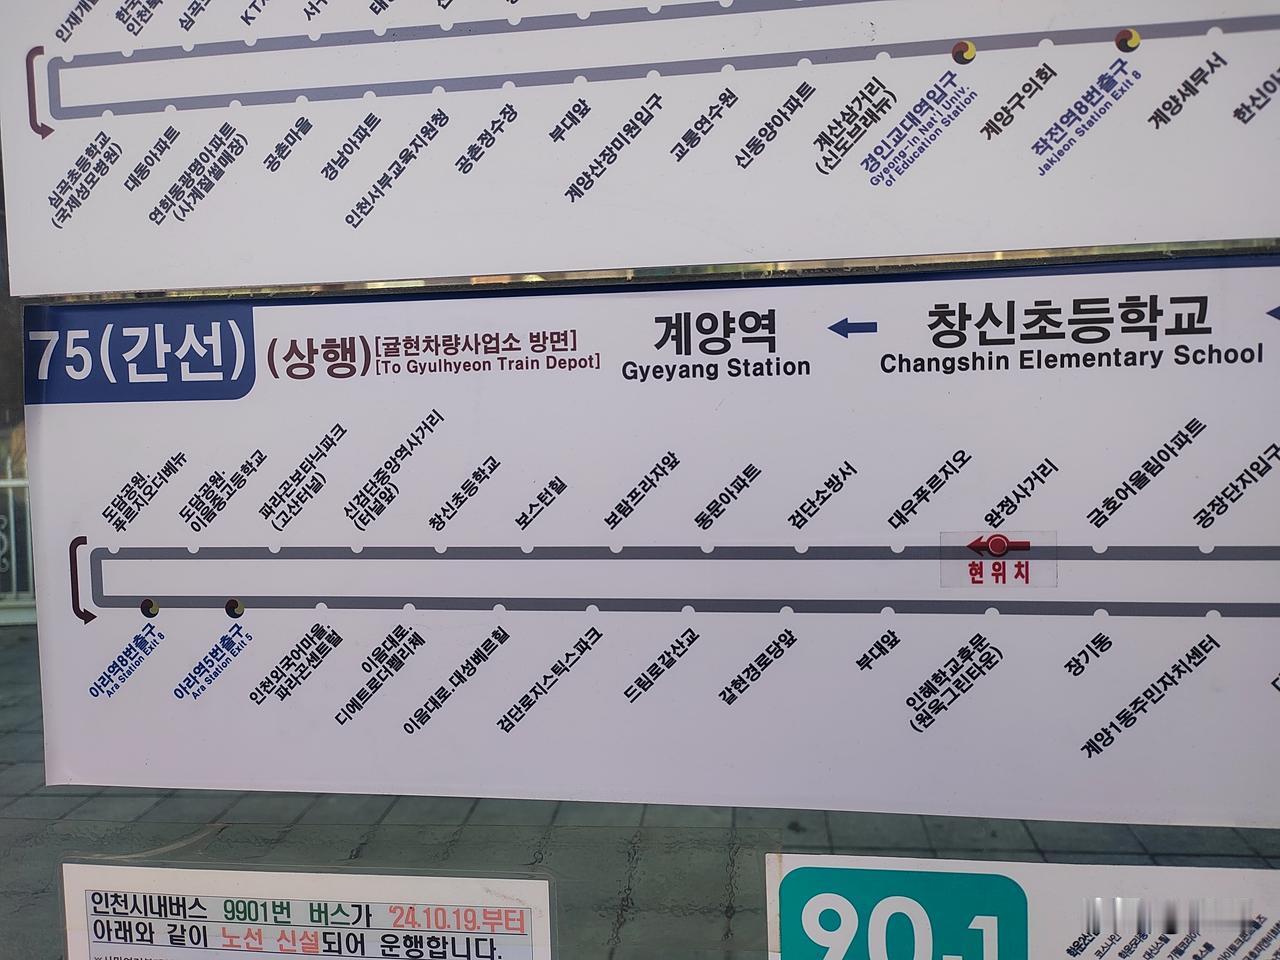 심곡초등학교
(국제성모병원)
대동아파트
연희동광명아파트
(사계절썰매장)
공촌마을
경남아파트
인천서부교육지원청
공촌정수장
부대앞
계양산장미원입구
교통연수원
신동양아파트
계산삼거리
(신도브래뉴)
경인교대역입구
Gyeong-In Nat'l Univ.
of Education Station
계양구의회
작전역8번출구
Jakjeon Station Exit 8
계양세무서
75(간선)
(상행)
[귤현차량사업소 방면]
[To Gyulhyeon Train Depot]
계양역
Gyeyang Station
창신초등학교
Changshin Elementary School
도담공원.
푸르지오더베뉴
도담공원.
이음중고등학교
파라곤보타닉파크
(고산터널)
신검단중앙역사거리
(터널앞)
창신초등학교
보스턴힐
보람프라자앞
동문아파트
검단소방서
대우푸르지오
완정사거리
금호어울림아파트
공장단지입구
현위치
아라역8번출구
Ara Station Exit 8
아라역5번출구
Ara Station Exit 5
인천외국어마을.
파라곤센트럴
이음대로.
디에트르더펠리체
이음대로. 대성베르힐
검단로지스틱스파크
드림로갈산교
갈현경로당앞
부대앞
인혜학교후문
(원욱그린타운)
장기동
계양1동주민자치센터
인천시내버스 9901번 버스가 '24.10.19.부터
아래와 같이 노선 신설되어 운행합니다.
90-1